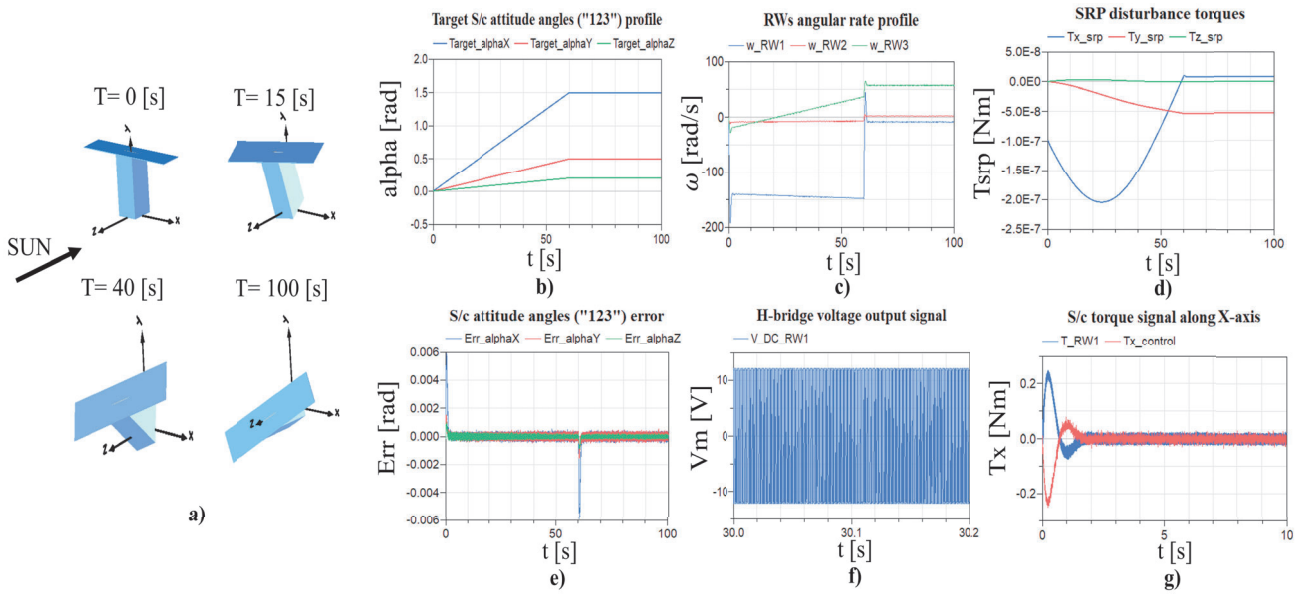 T= 0 [s]
T= 15 [s]
λ
x
z
λ
x
z
SUN
T= 40 [s]
T= 100 [s]
λ
x
z
λ
x
z
a)
Target S/c attitude angles ("123") profile
Target_alphaX Target_alphaY Target_alphaZ
alpha [rad]
1.5
1.0
0.5
0.0
-0.5
0 50 100
t [s]
b)
RWs angular rate profile
w_RW1 w_RW2 w_RW3
ω [rad/s]
100
0
-100
-200
0 50 100
t [s]
c)
SRP disturbance torques
Tx_srp Ty_srp Tz_srp
Tsrp [Nm]
5.0E-8
0.0E0
-5.0E-8
-1.0E-7
-1.5E-7
-2.0E-7
-2.5E-7
0 50 100
t [s]
d)
S/c attitude angles ("123") error
Err_alphaX Err_alphaY Err_alphaZ
Err [rad]
0.006
0.004
0.002
0.000
-0.002
-0.004
-0.006
0 50 100
t [s]
e)
H-bridge voltage output signal
V_DC_RW1
Vm [V]
10
0
-10
30.0 30.1 30.2
t [s]
f)
S/c torque signal along X-axis
T_RW1 Tx_control
Tx [Nm]
0.2
0.0
-0.2
0 5 10
t [s]
g)